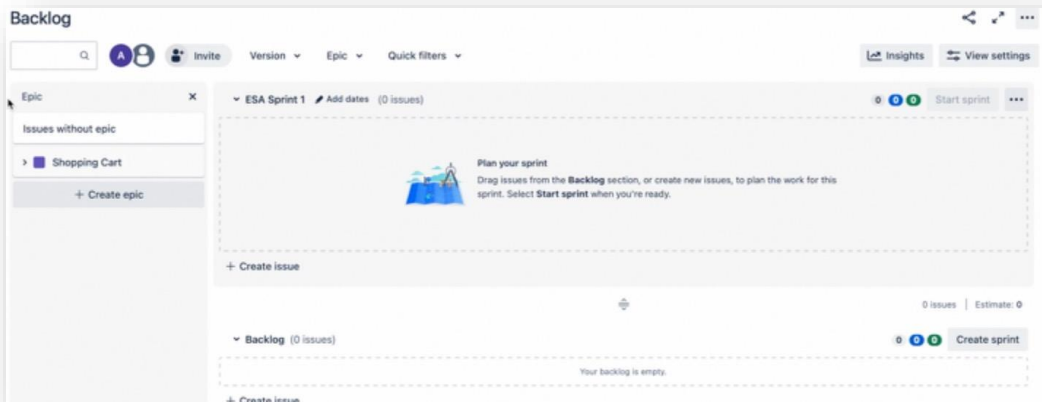 Backlog
A
Invite
Version
Epic
Quick filters
Insights
View settings
Epic
Issues without epic
Shopping Cart
+ Create epic
ESA Sprint 1 Add dates (0 issues)
0 0 0 Start sprint
Plan your sprint
Drag issues from the Backlog section, or create new issues, to plan the work for this
sprint. Select Start sprint when you're ready.
+ Create issue
0 issues | Estimate: 0
Backlog (0 issues)
0 0 0 Create sprint
Your backlog is empty.
+ Create issue